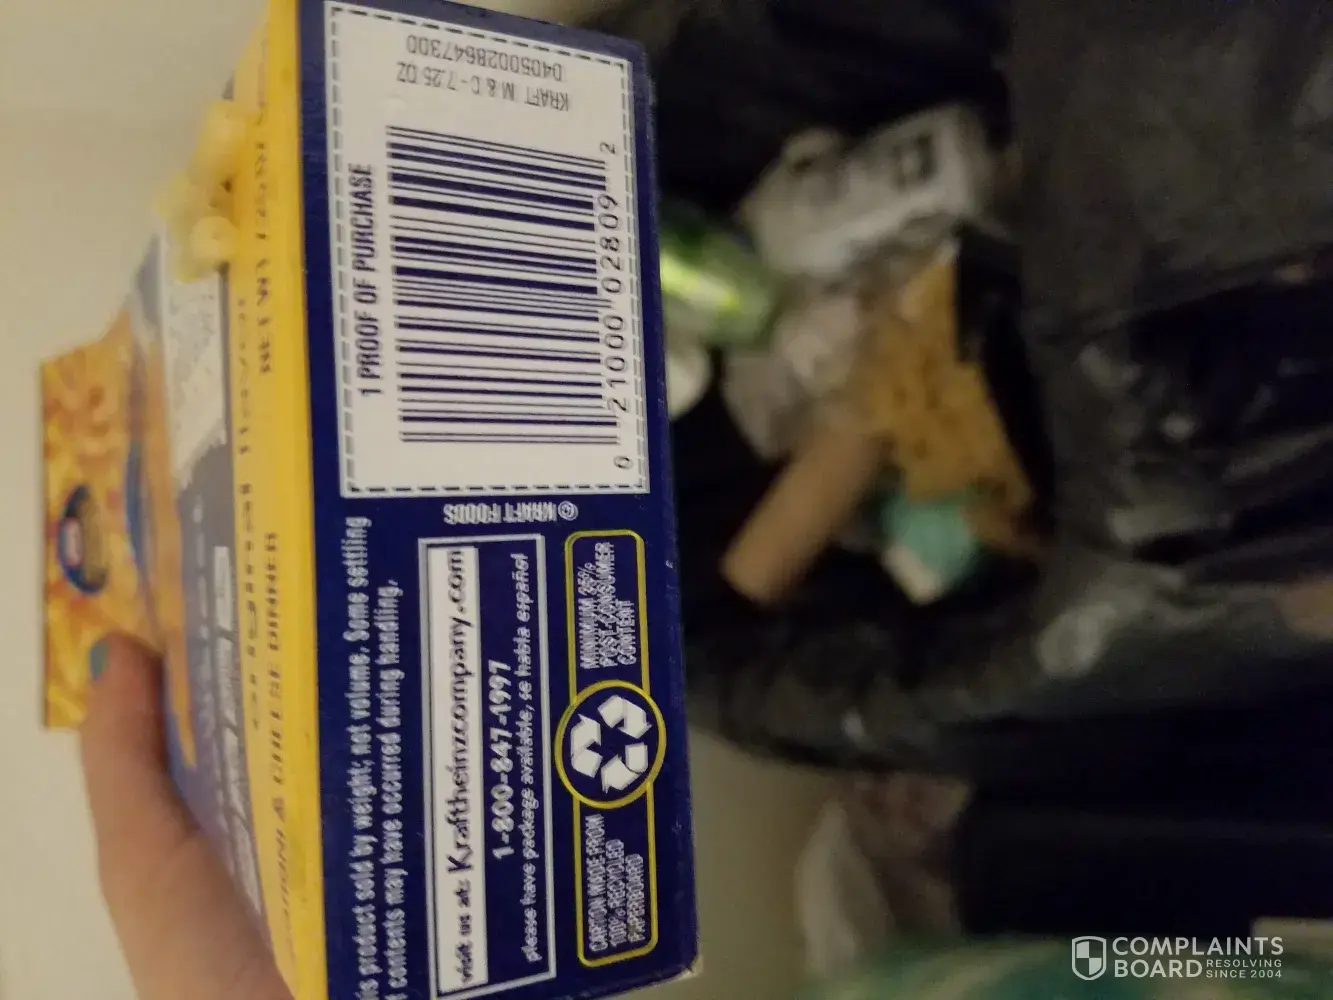 KRAFT M & C - 7.25 OZ
04050028647300
1 PROOF OF PURCHASE
0 21000 02809 2
© KRAFT FOODS
is product sold by weight, not volume. Some settling
f contents may have occurred during handling.
visit us at: Kraftheinzcompany.com
1-800-847-1997
please have package available, se habla español
MINIMUM 35%
POST-CONSUMER
CONTENT
CARTON MADE FROM
100% RECYCLED
PAPERBOARD
COMPLAINTS
BOARD
RESOLVING
SINCE 2004